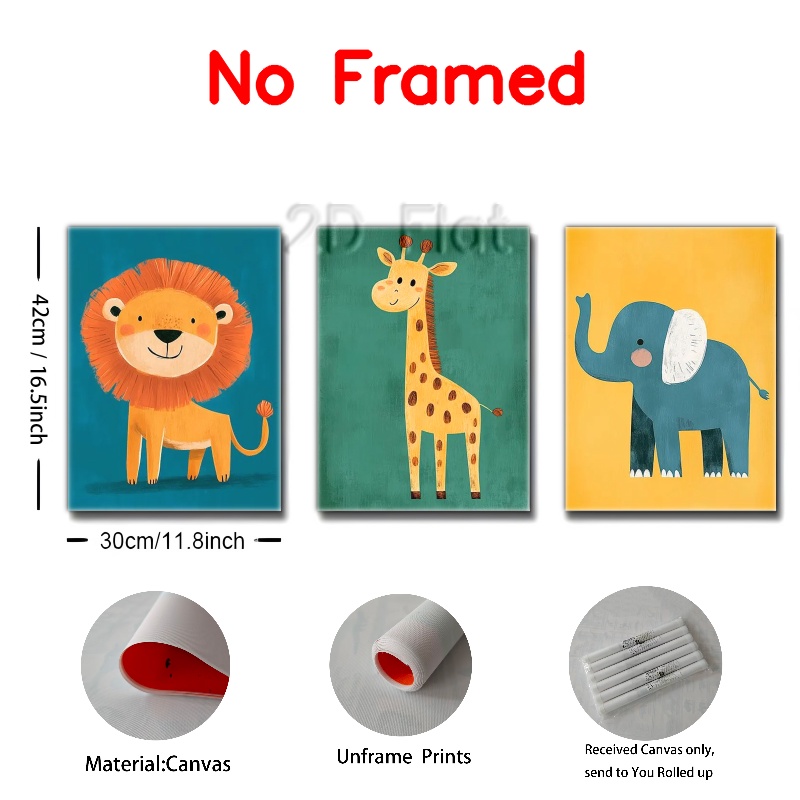 No Framed
2D Flat
42cm / 16.5inch
30cm/11.8inch
Material:Canvas
Unframe Prints
Received Canvas only,
send to You Rolled up